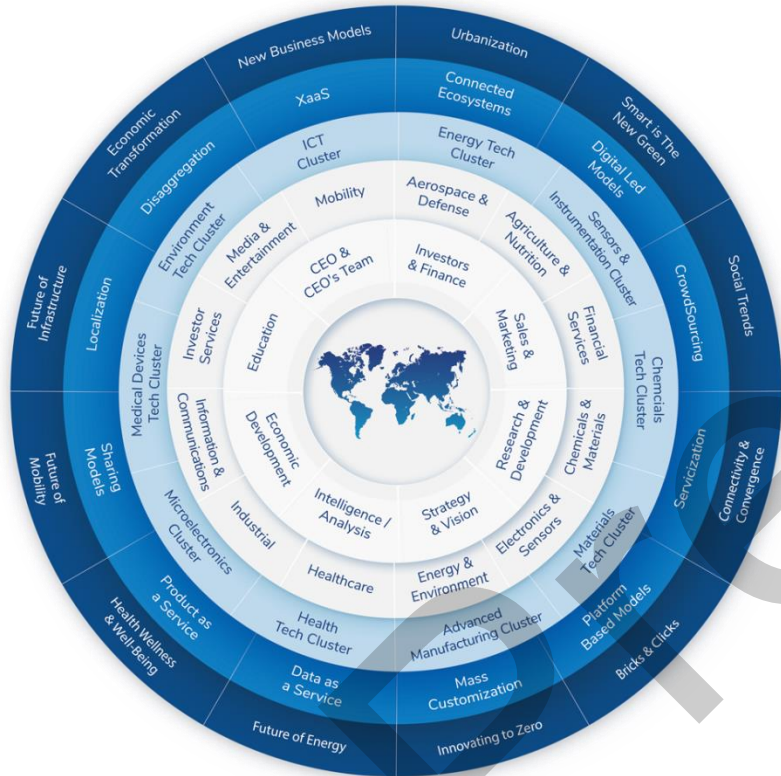 New Business Models
Urbanization
Smart is The
New Green
Social Trends
Connectivity &
Convergence
Bricks & Clicks
Innovating to Zero
Future of Energy
Health Wellness
& Well-Being
Future of
Mobility
Future of
Infrastructure
Economic
Transformation
XaaS
Connected
Ecosystems
Digital Led
Models
CrowdSourcing
Servicization
Platform
Based Models
Mass
Customization
Data as
a Service
Product as
a Service
Sharing
Models
Localization
Disaggregation
ICT
Cluster
Energy Tech
Cluster
Sensors &
Instrumentation Cluster
Chemcials
Tech Cluster
Materials
Tech Cluster
Advanced
Manufacturing Cluster
Health
Tech Cluster
Microelectronics
Cluster
Medical Devices
Tech Cluster
Environment
Tech Cluster
Mobility
Aerospace &
Defense
Agriculture &
Nutrition
Financial
Services
Chemicals &
Materials
Electronics &
Sensors
Energy &
Environment
Healthcare
Industrial
Information &
Communications
Investor
Services
Media &
Entertainment
CEO &
CEO's Team
Investors
& Finance
Sales &
Marketing
Research &
Development
Strategy
& Vision
Intelligence /
Analysis
Economic
Development
Education